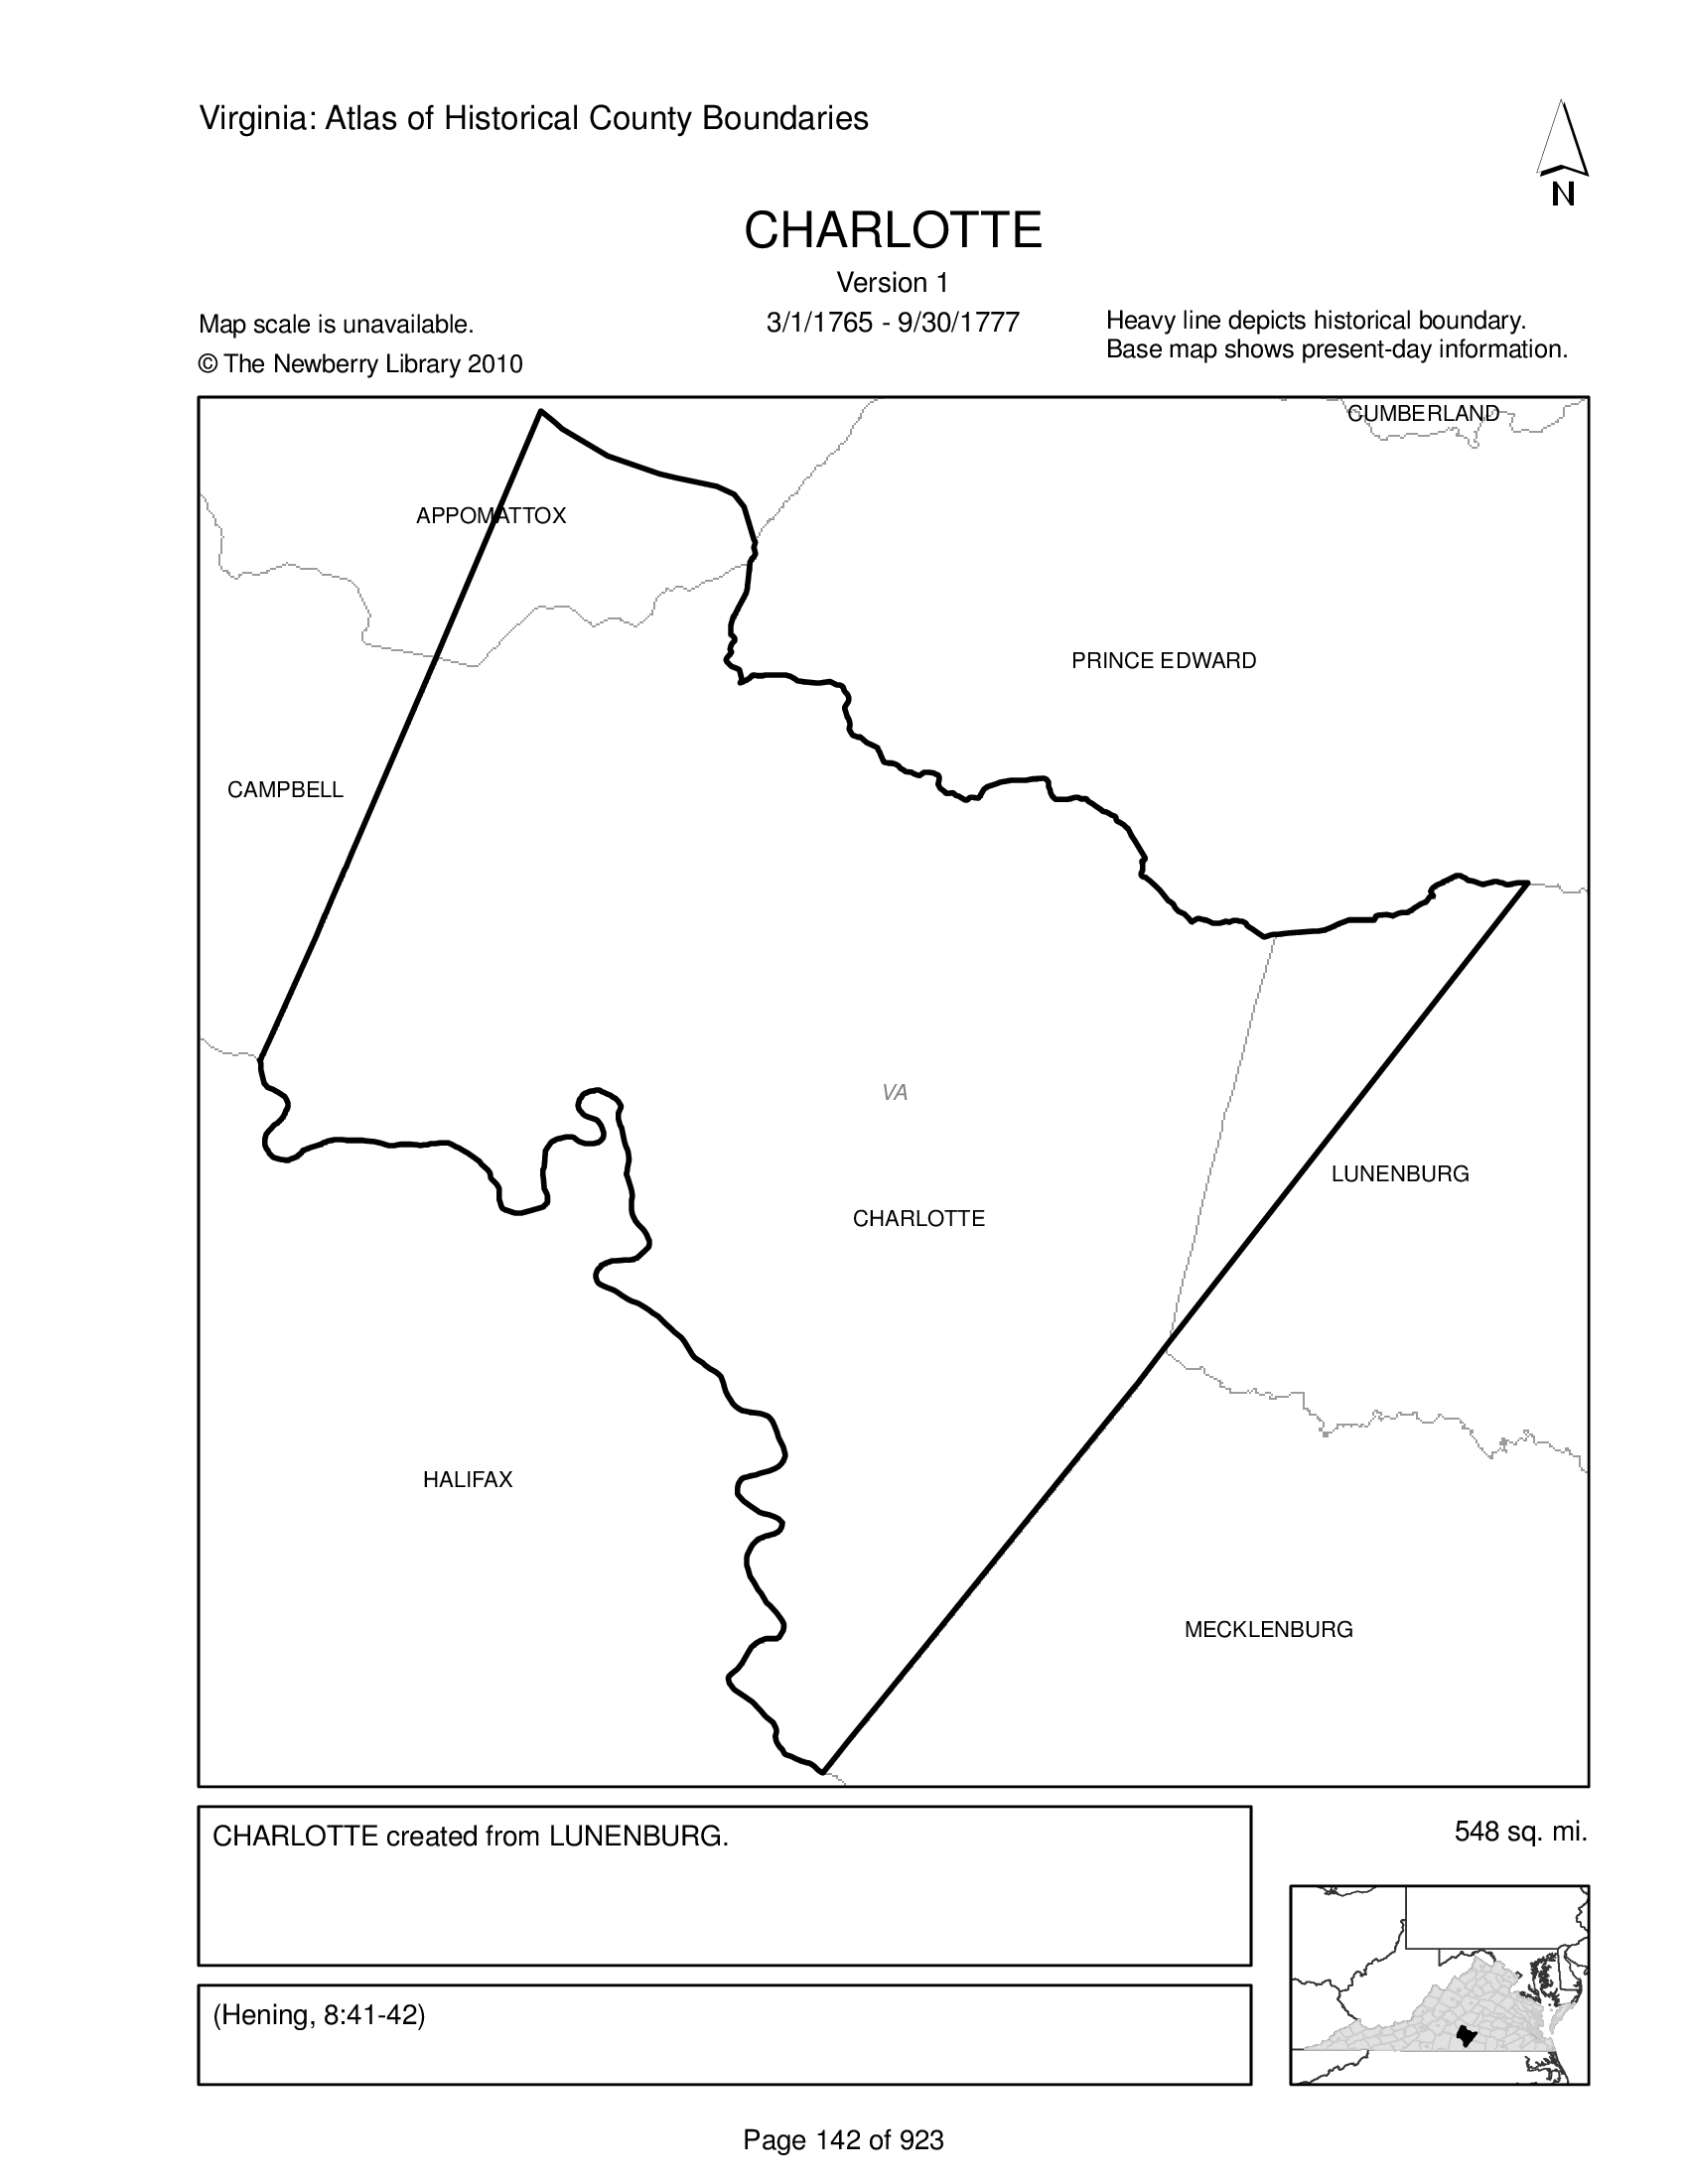 Virginia: Atlas of Historical County Boundaries
N
CHARLOTTE
Version 1
3/1/1765 - 9/30/1777
Map scale is unavailable.
© The Newberry Library 2010
Heavy line depicts historical boundary.
Base map shows present-day information.
CUMBERLAND
APPOMATTOX
PRINCE EDWARD
CAMPBELL
VA
LUNENBURG
CHARLOTTE
HALIFAX
MECKLENBURG
CHARLOTTE created from LUNENBURG.
548 sq. mi.
(Hening, 8:41-42)
Page 142 of 923